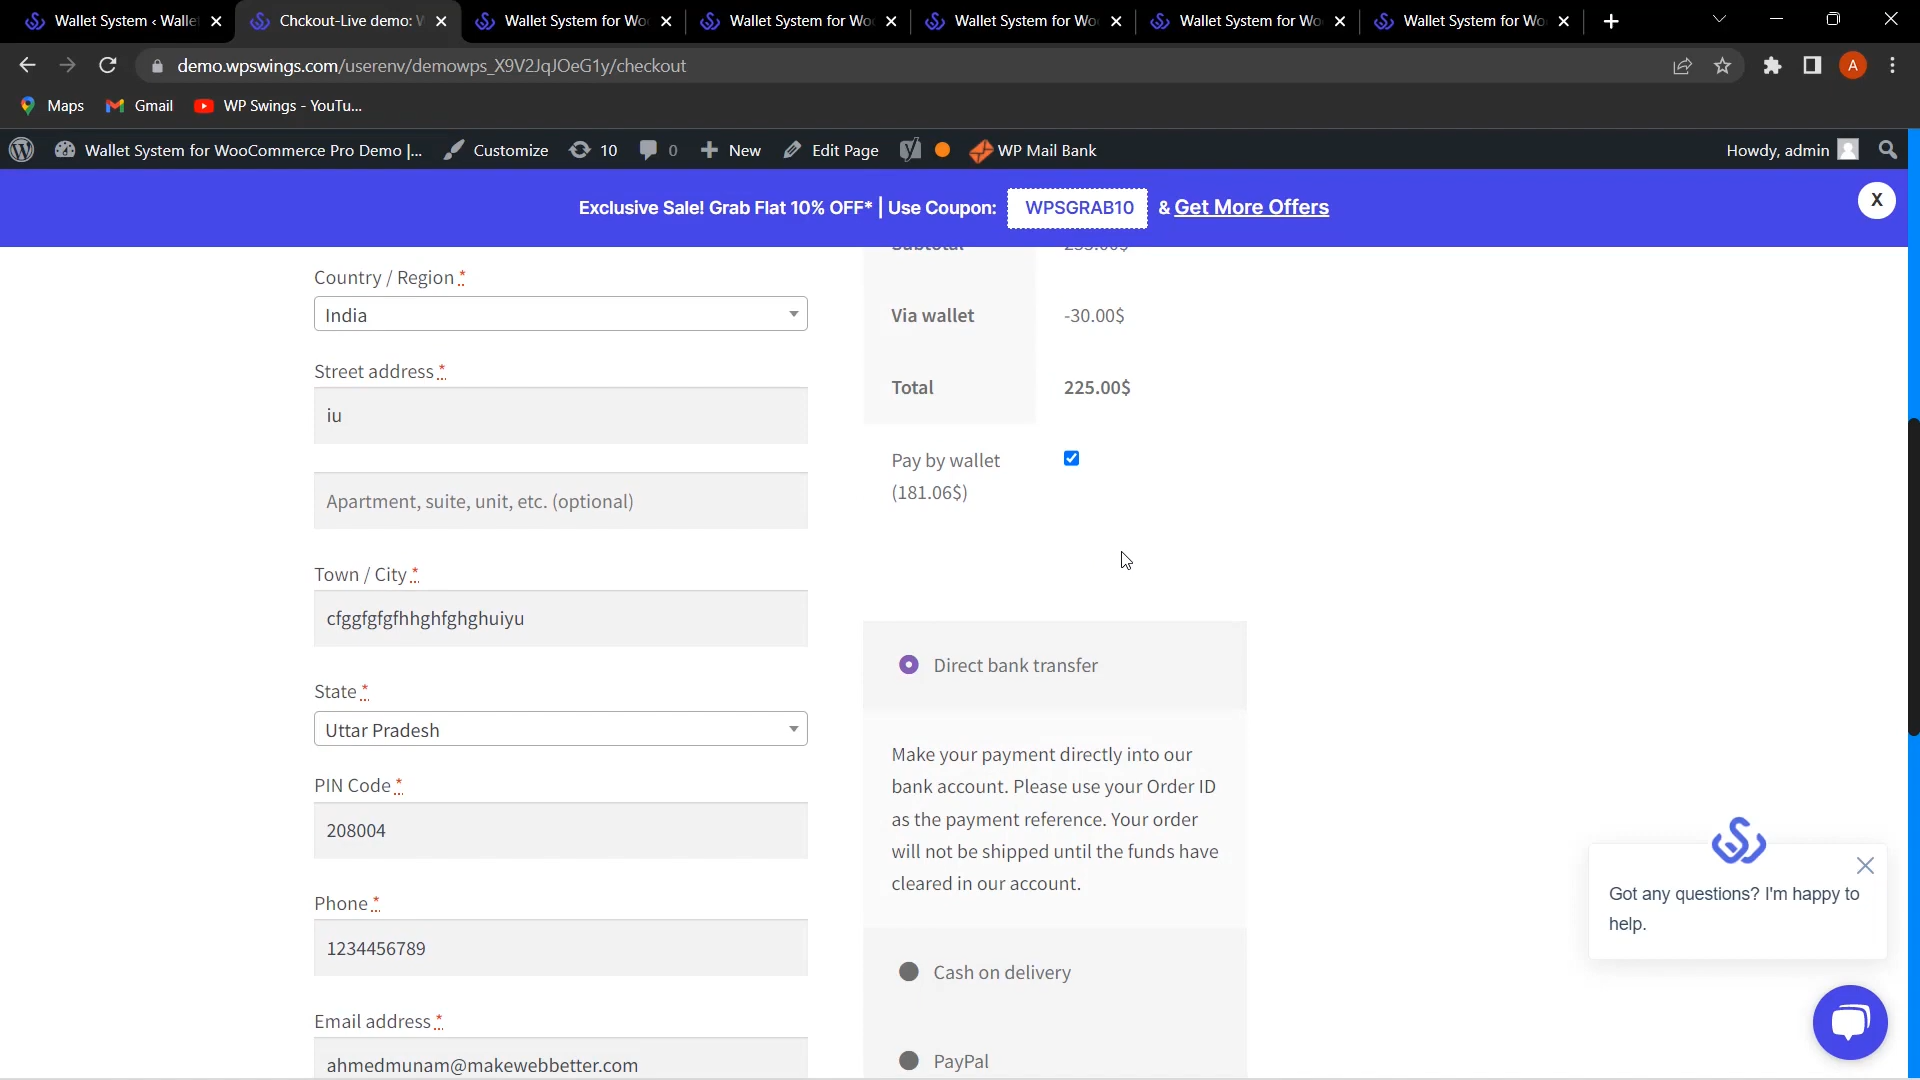 Wallet System ‹ Walle
Chckout-Live demo: W
Wallet System for Wo
Wallet System for Wo
Wallet System for Wo
Wallet System for Wo
Wallet System for Wo
demo.wpswings.com/userenv/demowps_X9V2JqJOeG1y/checkout
A
Maps
Gmail
WP Swings - YouTu...
Wallet System for WooCommerce Pro Demo |...
Customize
10
0
New
Edit Page
WP Mail Bank
Howdy, admin
Exclusive Sale! Grab Flat 10% OFF* | Use Coupon: WPSGRAB10 & Get More Offers
X
Country / Region *
India
Street address *
iu
Apartment, suite, unit, etc. (optional)
Town / City *
cfggfgfgfhhghfghghuiyu
State *
Uttar Pradesh
PIN Code *
208004
Phone *
1234456789
Email address *
ahmedmunam@makewebbetter.com
Subtotal
Via wallet -30.00$
Total 225.00$
Pay by wallet
(181.06$)
Direct bank transfer
Make your payment directly into our
bank account. Please use your Order ID
as the payment reference. Your order
will not be shipped until the funds have
cleared in our account.
Cash on delivery
PayPal
Got any questions? I'm happy to
help.